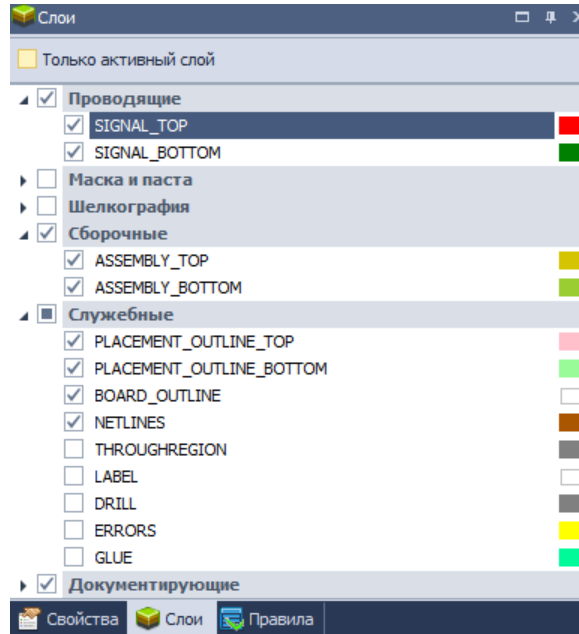 Слои
Только активный слой
Проводящие
SIGNAL_TOP
SIGNAL_BOTTOM
Маска и паста
Шелкография
Сборочные
ASSEMBLY_TOP
ASSEMBLY_BOTTOM
Служебные
PLACEMENT_OUTLINE_TOP
PLACEMENT_OUTLINE_BOTTOM
BOARD_OUTLINE
NETLINES
THROUGHREGION
LABEL
DRILL
ERRORS
GLUE
Документирующие
Свойства Слои Правила